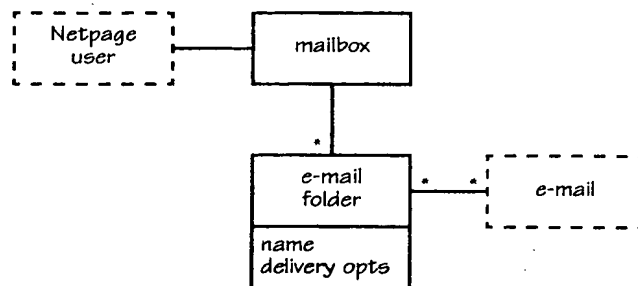 Netpage
user
mailbox
*
e-mail
folder
* *
e-mail
name
delivery opts